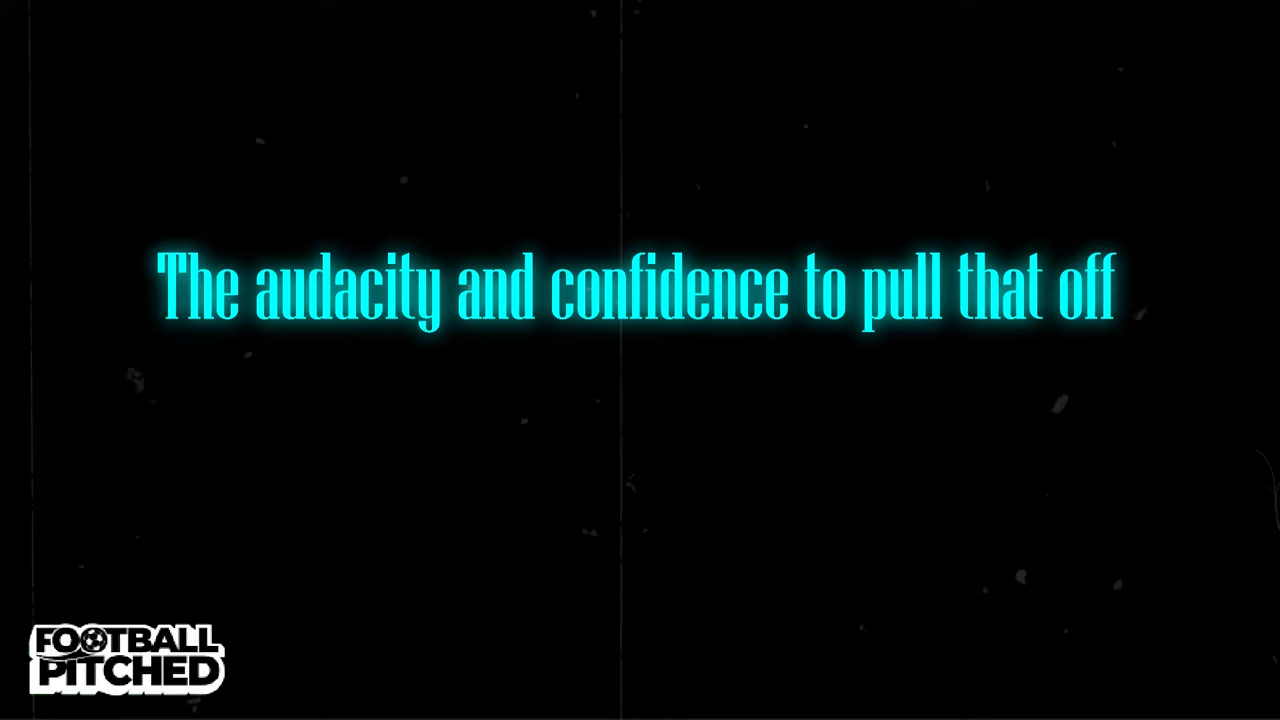 The audacity and confidence to pull that off
FOOTBALL
PITCHED